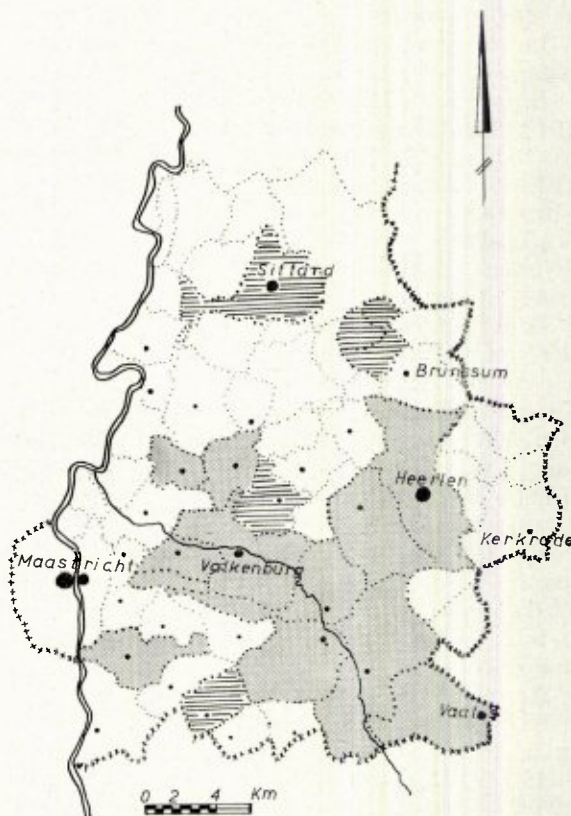 Sittard
Brunssum
Heerlen
Kerkrade
Maastricht
Valkenburg
Vaals
0 2 4 Km